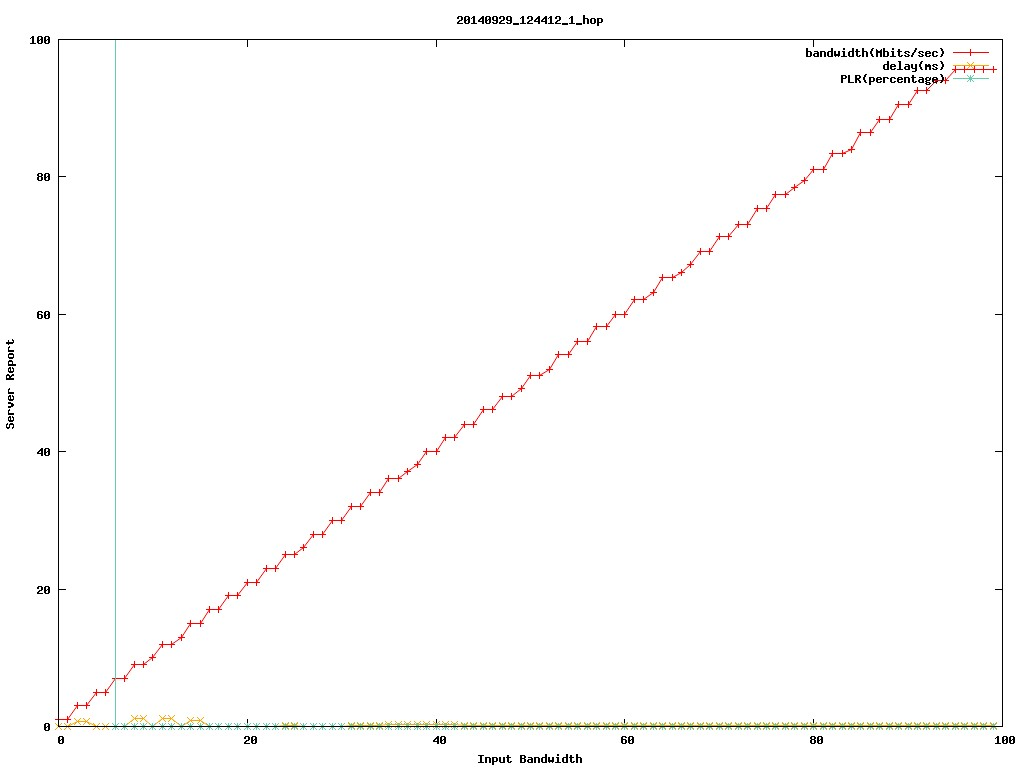 20140929_124412_1_hop
bandwidth(Mbits/sec)
delay(ms)
PLR(percentage)
100
80
60
40
20
0
Server Report
0 20 40 60 80 100
Input Bandwidth